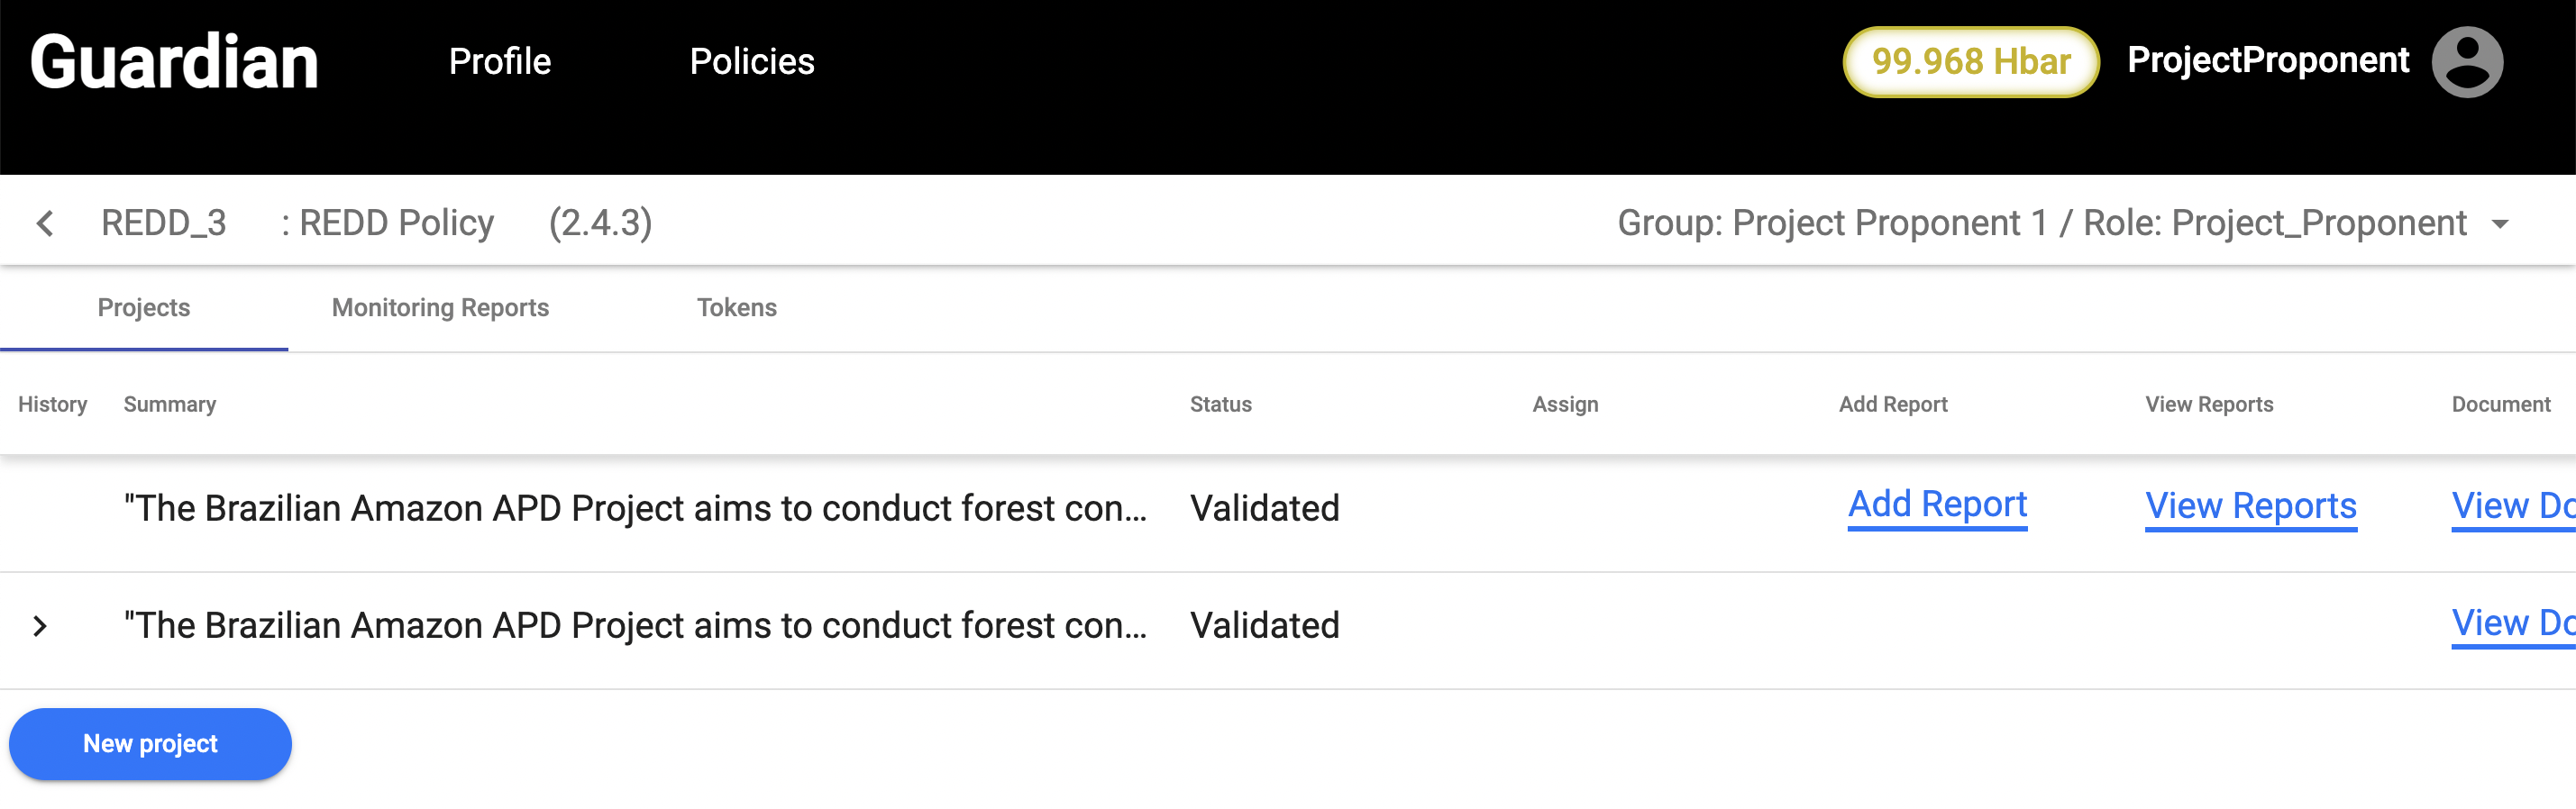 Guardian Profile Policies 99.968 Hbar ProjectProponent
REDD_3 : REDD Policy (2.4.3) Group: Project Proponent 1 / Role: Project_Proponent
Projects Monitoring Reports Tokens
History Summary Status Assign Add Report View Reports Document
"The Brazilian Amazon APD Project aims to conduct forest con... Validated Add Report View Reports View Do
"The Brazilian Amazon APD Project aims to conduct forest con... Validated View Do
New project